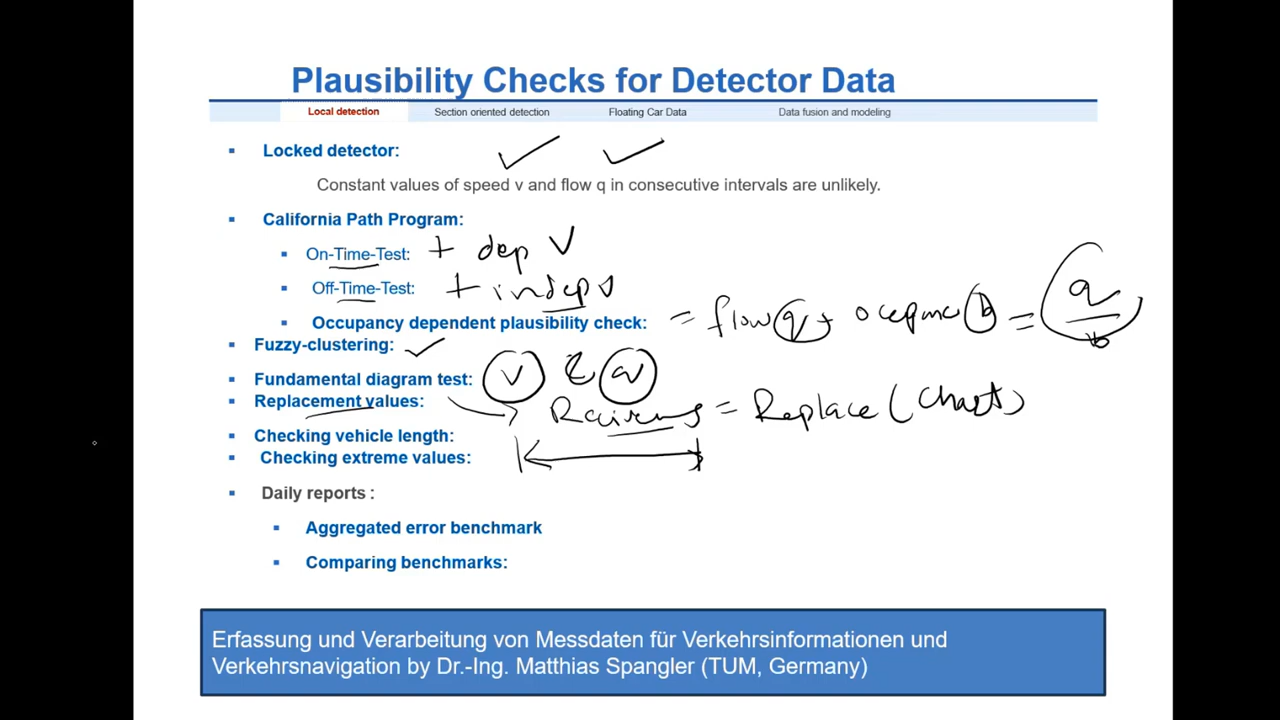 Plausibility Checks for Detector Data
Local detection Section oriented detection Floating Car Data Data fusion and modeling
Locked detector:
Constant values of speed v and flow q in consecutive intervals are unlikely.
California Path Program:
On-Time-Test: + dep V
Off-Time-Test: + indep v
Occupancy dependent plausibility check: = flow q + b = q/b
Fuzzy-clustering:
Fundamental diagram test: V & q
Replacement values: = Replace (Chart)
Checking vehicle length:
Checking extreme values:
Daily reports :
Aggregated error benchmark
Comparing benchmarks:
Erfassung und Verarbeitung von Messdaten für Verkehrsinformationen und
Verkehrsnavigation by Dr.-Ing. Matthias Spangler (TUM, Germany)